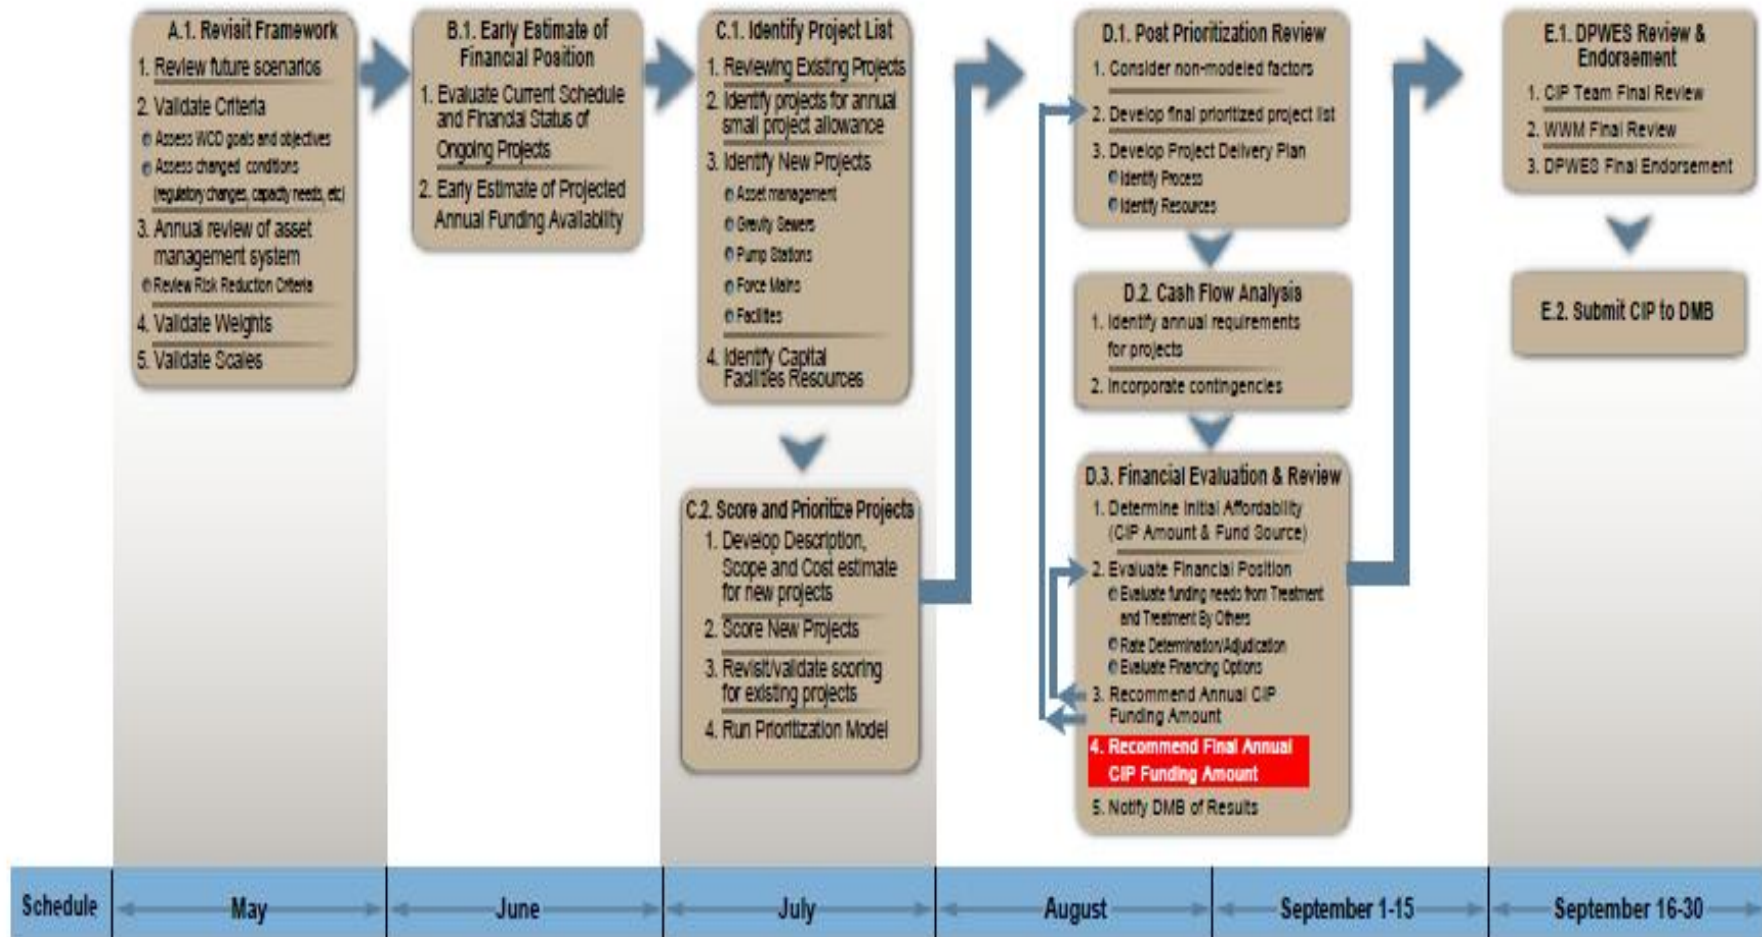 A.1. Revisit Framework
1. Review future scenarios
2. Validate Criteria
Assess WCD goals and objectives
Assess changed conditions
(regulatory changes, capacity needs, etc)
3. Annual review of asset
management system
Review Risk Reduction Criteria
4. Validate Weights
5. Validate Scales
B.1. Early Estimate of
Financial Position
1. Evaluate Current Schedule
and Financial Status of
Ongoing Projects
2. Early Estimate of Projected
Annual Funding Availability
C.1. Identify Project List
1. Reviewing Existing Projects
2. Identify projects for annual
small project allowance
3. Identify New Projects
Asset management
Gravity Sewers
Pump Stations
Force Mains
Facilities
4. Identify Capital
Facilities Resources
C.2. Score and Prioritize Projects
1. Develop Description,
Scope and Cost estimate
for new projects
2. Score New Projects
3. Revisit/validate scoring
for existing projects
4. Run Prioritization Model
D.1. Post Prioritization Review
1. Consider non-modeled factors
2. Develop final prioritized project list
3. Develop Project Delivery Plan
Identify Process
Identify Resources
D.2. Cash Flow Analysis
1. Identify annual requirements
for projects
2. Incorporate contingencies
D.3. Financial Evaluation & Review
1. Determine Initial Affordability
(CIP Amount & Fund Source)
2. Evaluate Financial Position
Evaluate funding needs from Treatment
and Treatment By Others
Rate Determination/Adjudication
Evaluate Financing Options
3. Recommend Annual CIP
Funding Amount
4. Recommend Final Annual
CIP Funding Amount
5. Notify DMB of Results
E.1. DPWES Review &
Endorsement
1. CIP Team Final Review
2. WWM Final Review
3. DPWES Final Endorsement
E.2. Submit CIP to DMB
Schedule
May
June
July
August
September 1-15
September 16-30